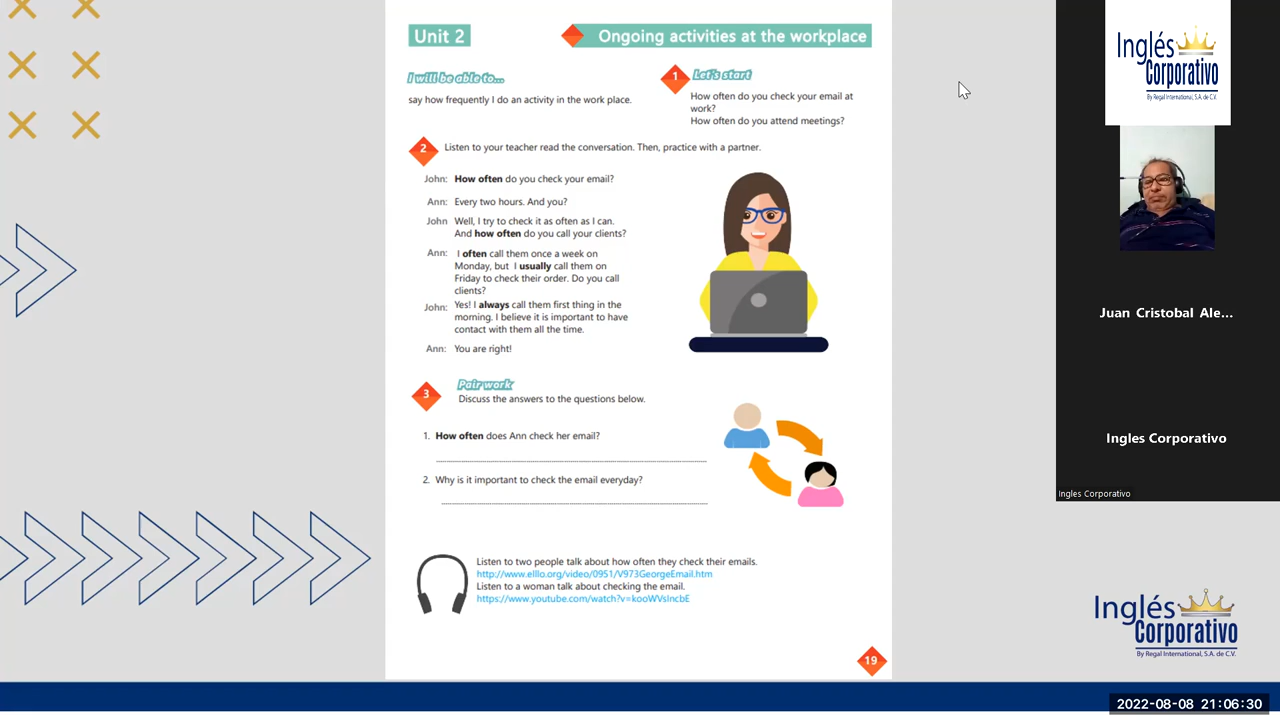 Unit 2
Ongoing activities at the workplace
I will be able to...
say how frequently I do an activity in the work place.
1
Let's start
How often do you check your email at
work?
How often do you attend meetings?
2
Listen to your teacher read the conversation. Then, practice with a partner.
John: How often do you check your email?
Ann: Every two hours. And you?
John Well, I try to check it as often as I can.
And how often do you call your clients?
Ann: I often call them once a week on
Monday, but I usually call them on
Friday to check their order. Do you call
clients?
John: Yes! I always call them first thing in the
morning. I believe it is important to have
contact with them all the time.
Ann: You are right!
3
Pair work
Discuss the answers to the questions below.
1. How often does Ann check her email?
2. Why is it important to check the email everyday?
Listen to two people talk about how often they check their emails.
http://www.elllo.org/video/0951/V973GeorgeEmail.htm
Listen to a woman talk about checking the email.
https://www.youtube.com/watch?v=kooWVsIncbE
19
Inglés
Corporativo
By Regal International, S.A. de C.V.
Juan Cristobal Ale...
Ingles Corporativo
Ingles Corporativo
Inglés
Corporativo
By Regal International, S.A. de C.V.
2022-08-08 21:06:30